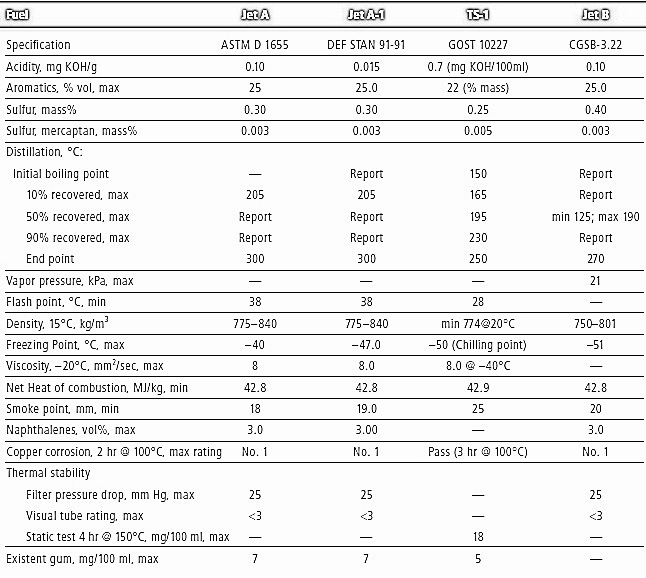 Fuel Jet A Jet A-1 TS-1 Jet B
Specification ASTM D 1655 DEF STAN 91-91 GOST 10227 CGSB-3.22
Acidity, mg KOH/g 0.10 0.015 0.7 (mg KOH/100ml) 0.10
Aromatics, % vol, max 25 25.0 22 (% mass) 25.0
Sulfur, mass% 0.30 0.30 0.25 0.40
Sulfur, mercaptan, mass% 0.003 0.003 0.005 0.003
Distillation, °C:
Initial boiling point — Report 150 Report
10% recovered, max 205 205 165 Report
50% recovered, max Report Report 195 min 125; max 190
90% recovered, max Report Report 230 Report
End point 300 300 250 270
Vapor pressure, kPa, max — — — 21
Flash point, °C, min 38 38 28 —
Density, 15°C, kg/m³ 775–840 775–840 min 774@20°C 750–801
Freezing Point, °C, max –40 –47.0 –50 (Chilling point) –51
Viscosity, –20°C, mm²/sec, max 8 8.0 8.0 @ –40°C —
Net Heat of combustion, MJ/kg, min 42.8 42.8 42.9 42.8
Smoke point, mm, min 18 19.0 25 20
Naphthalenes, vol%, max 3.0 3.00 — 3.0
Copper corrosion, 2 hr @ 100°C, max rating No. 1 No. 1 Pass (3 hr @ 100°C) No. 1
Thermal stability
Filter pressure drop, mm Hg, max 25 25 — 25
Visual tube rating, max <3 <3 — <3
Static test 4 hr @ 150°C, mg/100 ml, max — — 18 —
Existent gum, mg/100 ml, max 7 7 5 —